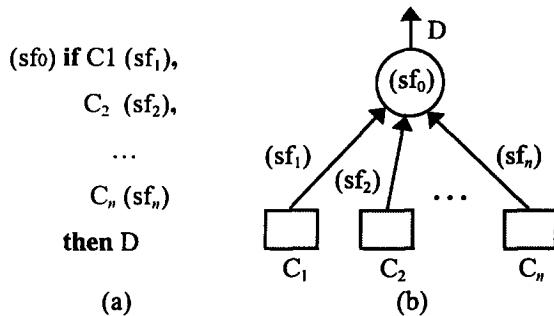 (sf0) if C1 (sf₁),
C₂ (sf₂),
...
Cₙ (sfₙ)
then D
(a)
D
(sf₀)
(sf₁)
(sf₂)
...
(sfₙ)
C₁
C₂
Cₙ
(b)